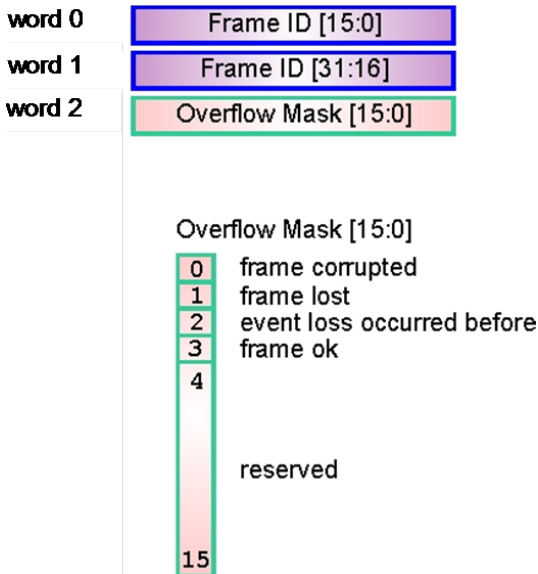 word 0 Frame ID [15:0]
word 1 Frame ID [31:16]
word 2 Overflow Mask [15:0]
Overflow Mask [15:0]
0 frame corrupted
1 frame lost
2 event loss occurred before
3 frame ok
4
reserved
15